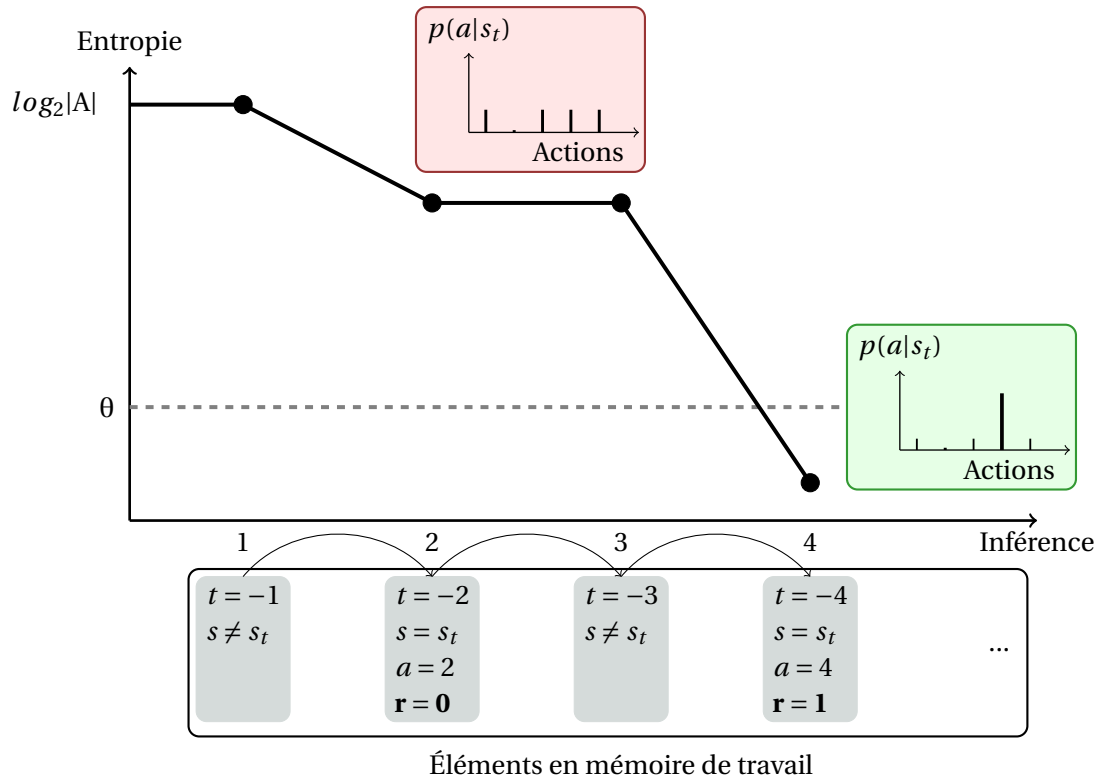 Entropie
log₂|A|
p(a|sₜ)
Actions
p(a|sₜ)
θ
Actions
1 2 3 4 Inférence
t = −1
s ≠ sₜ
t = −2
s = sₜ
a = 2
r = 0
t = −3
s ≠ sₜ
t = −4
s = sₜ
a = 4
r = 1
...
Éléments en mémoire de travail